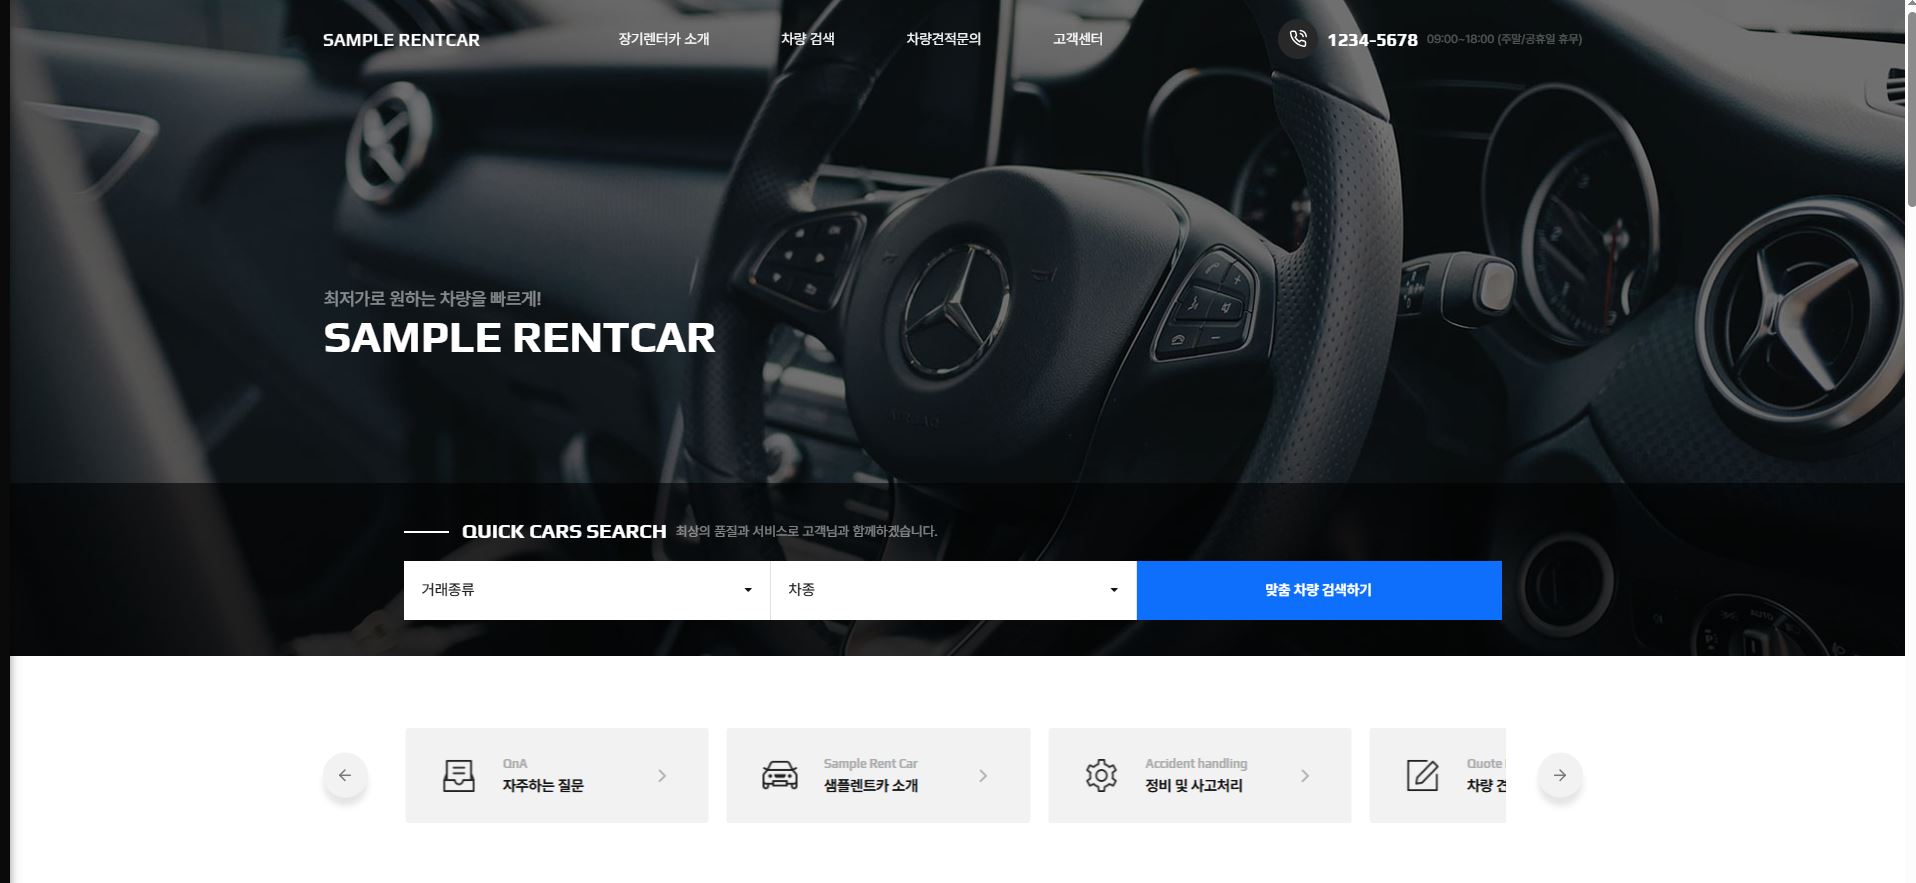 SAMPLE RENTCAR
장기렌터카 소개
차량 검색
차량견적문의
고객센터
1234-5678 09:00~18:00 (주말/공휴일 휴무)
최저가로 원하는 차량을 빠르게!
SAMPLE RENTCAR
QUICK CARS SEARCH 최상의 품질과 서비스로 고객님과 함께하겠습니다.
거래종류
차종
맞춤 차량 검색하기
QnA
자주하는 질문
Sample Rent Car
샘플렌트카 소개
Accident handling
정비 및 사고처리
Quote
차량 견